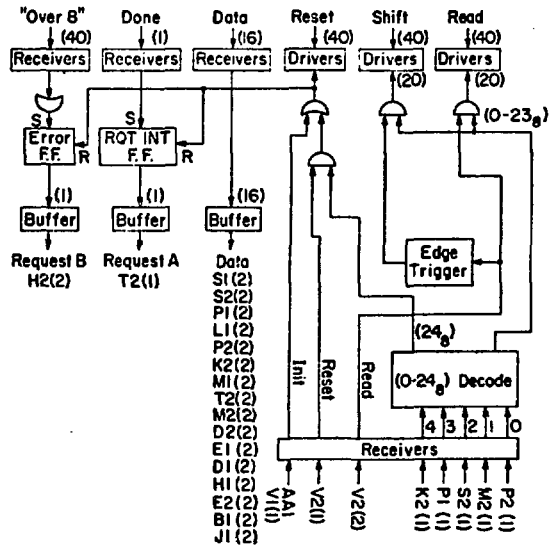 "Over 8" Done Data Reset Shift Read
(40) (1) (16) (40) (40) (40)
Receivers Receivers Receivers Drivers Drivers Drivers
(20) (20)
S S (0-23₈)
Error F.F. R RQT INT F.F. R
(1) (1) (16)
Buffer Buffer Buffer
Request B Request A Data
H2(2) T2(1) S1(2)
S2(2)
P1(2)
L1(2)
P2(2)
K2(2)
M1(2)
T2(2)
M2(2)
D2(2)
E1(2)
D1(2)
H1(2)
E2(2)
B1(2)
J1(2)
Edge
Trigger
(24₈)
Init Reset Read
(0-24₈) Decode
4 3 2 1 0
Receivers
AA1
V1(1)
V2(1)
V2(2)
K2(1)
P1(1)
S2(1)
M2(1)
P2(1)